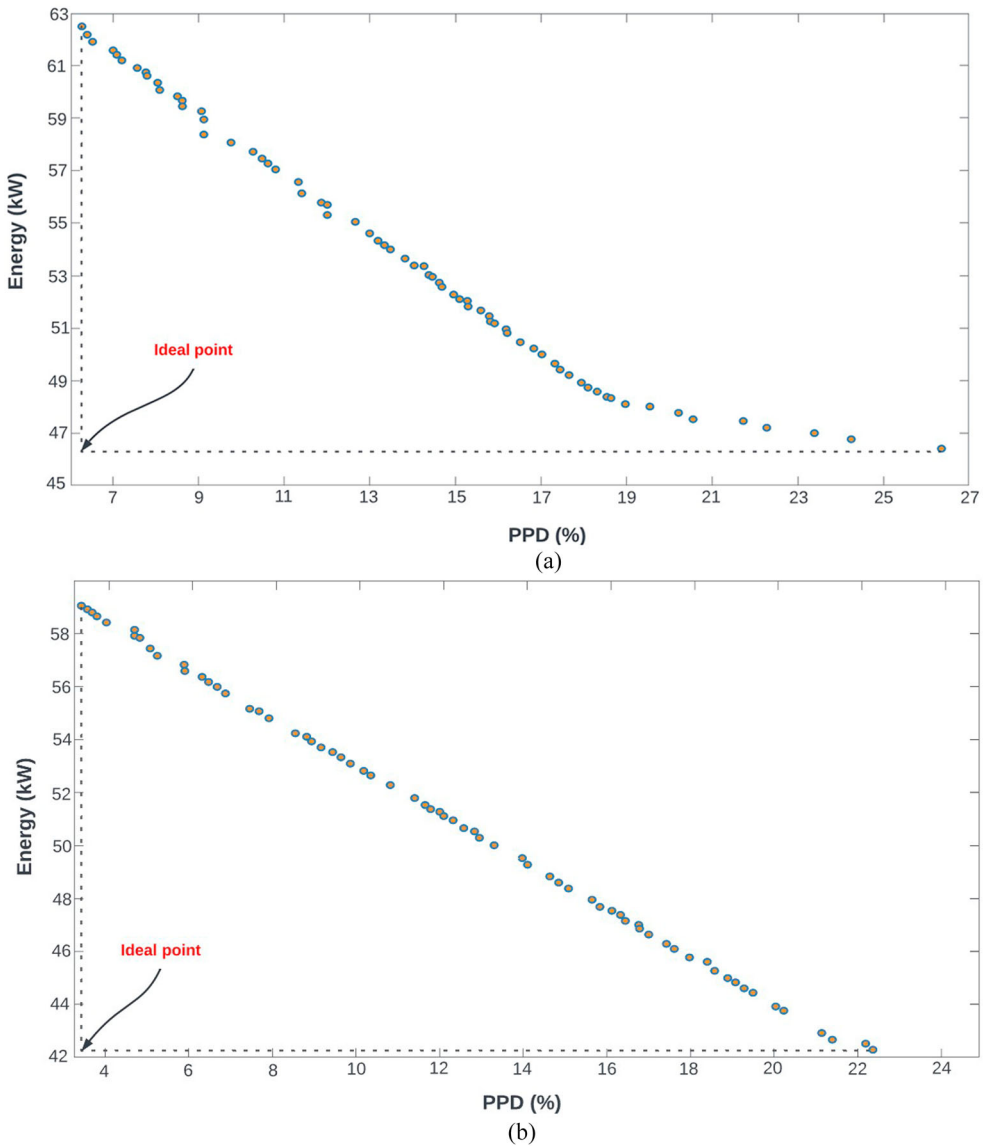 63
61
59
57
55
53
51
49
47
45
Energy (kW)
Ideal point
7 9 11 13 15 17 19 21 23 25 27
PPD (%)
(a)
58
56
54
52
50
48
46
44
42
Energy (kW)
Ideal point
4 6 8 10 12 14 16 18 20 22 24
PPD (%)
(b)